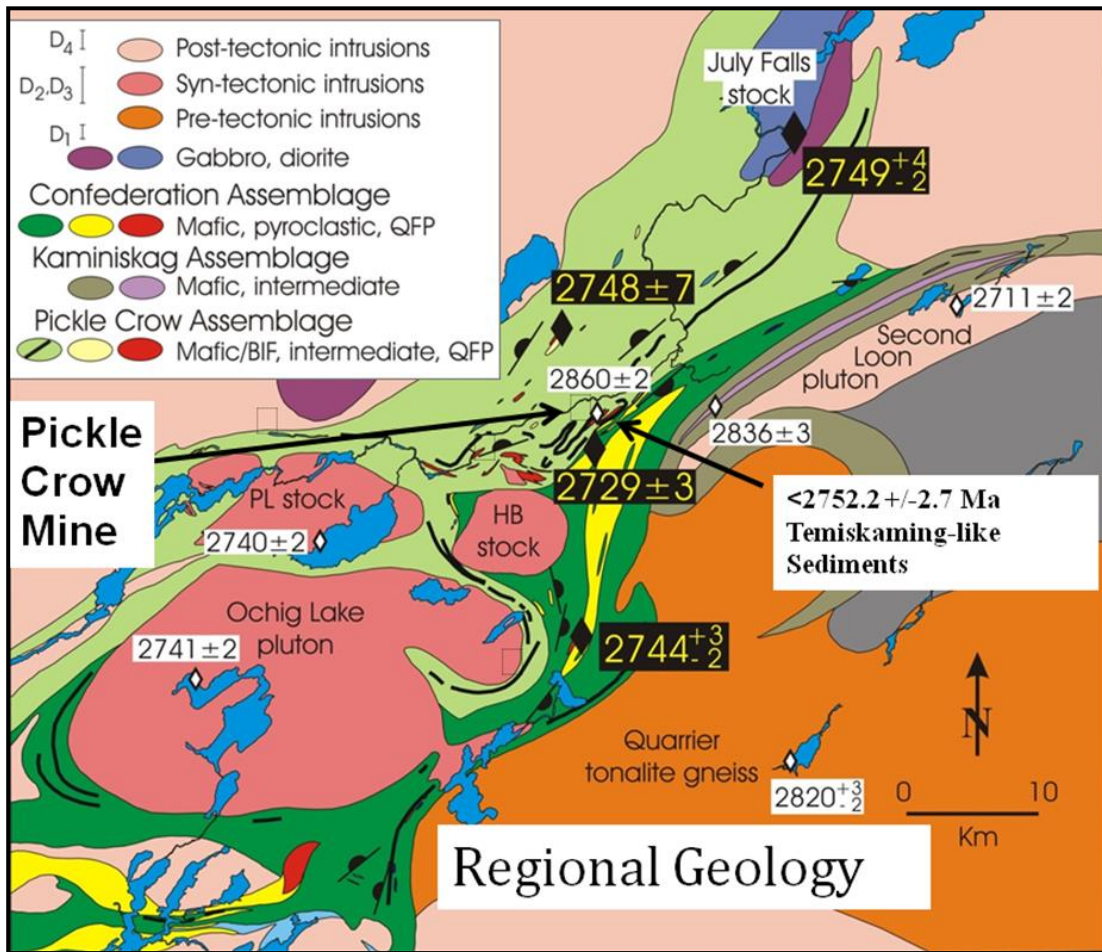 D4
Post-tectonic intrusions
D2,D3
Syn-tectonic intrusions
Pre-tectonic intrusions
D1
Gabbro, diorite
Confederation Assemblage
Mafic, pyroclastic, QFP
Kaminiskag Assemblage
Mafic, intermediate
Pickle Crow Assemblage
Mafic/BIF, intermediate, QFP
July Falls
stock
2749 +4 -2
2748±7
2711±2
Second
Loon
pluton
2860±2
2836±3
Pickle
Crow
Mine
2729±3
<2752.2 +/-2.7 Ma
Temiskaming-like
Sediments
PL stock
HB
stock
2740±2
Ochig Lake
pluton
2741±2
2744 +3 -2
Quarrier
tonalite gneiss
2820 +3 -2
N
0 10
Km
Regional Geology